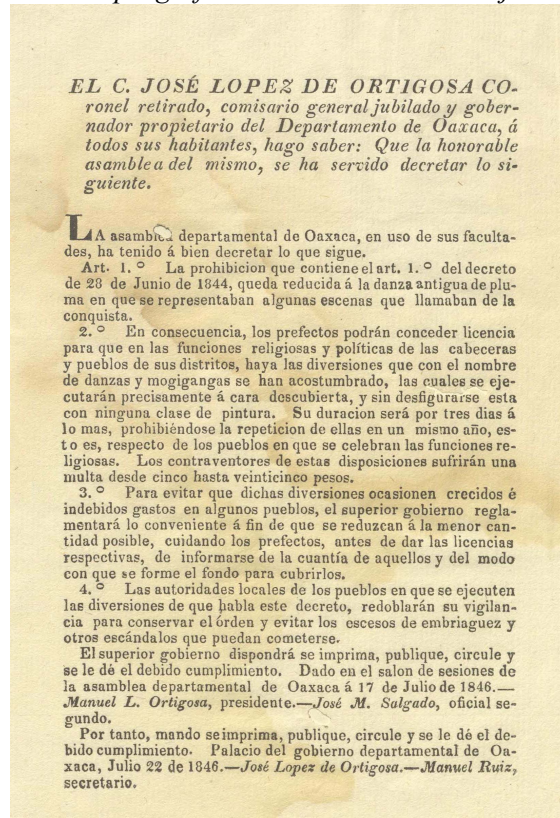 EL C. JOSÉ LOPEZ DE ORTIGOSA CO-
ronel retirado, comisario general jubilado y gober-
nador propietario del Departamento de Oaxaca, á
todos sus habitantes, hago saber: Que la honorable
asamblea del mismo, se ha servido decretar lo si-
guiente.
LA asamblea departamental de Oaxaca, en uso de sus faculta-
des, ha tenido á bien decretar lo que sigue.
Art. 1.° La prohibicion que contiene el art. 1.° del decreto
de 28 de Junio de 1844, queda reducida á la danza antigua de plu-
ma en que se representaban algunas escenas que llamaban de la
conquista.
2.° En consecuencia, los prefectos podrán conceder licencia
para que en las funciones religiosas y políticas de las cabeceras
y pueblos de sus distritos, haya las diversiones que con el nombre
de danzas y mogigangas se han acostumbrado, las cuales se eje-
cutarán precisamente á cara descubierta, y sin desfigurarse esta
con ninguna clase de pintura. Su duracion será por tres dias á
lo mas, prohibiéndose la repeticion de ellas en un mismo año, es-
to es, respecto de los pueblos en que se celebran las funciones re-
ligiosas. Los contraventores de estas disposiciones sufrirán una
multa desde cinco hasta veinticinco pesos.
3.° Para evitar que dichas diversiones ocasionen crecidos é
indebidos gastos en algunos pueblos, el superior gobierno regla-
mentará lo conveniente á fin de que se reduzcan á la menor can-
tidad posible, cuidando los prefectos, antes de dar las licencias
respectivas, de informarse de la cuantía de aquellos y del modo
con que se forme el fondo para cubrirlos.
4.° Las autoridades locales de los pueblos en que se ejecuten
las diversiones de que habla este decreto, redoblarán su vigilan-
cia para conservar el órden y evitar los escesos de embriaguez y
otros escándalos que puedan cometerse.
El superior gobierno dispondrá se imprima, publique, circule y
se le dé el debido cumplimiento. Dado en el salon de sesiones de
la asamblea departamental de Oaxaca á 17 de Julio de 1846.—
Manuel L. Ortigosa, presidente.—José M. Salgado, oficial se-
gundo.
Por tanto, mando se imprima, publique, circule y se le dé el de-
bido cumplimiento. Palacio del gobierno departamental de Oa-
xaca, Julio 22 de 1846.—José Lopez de Ortigosa.—Manuel Ruiz,
secretario.